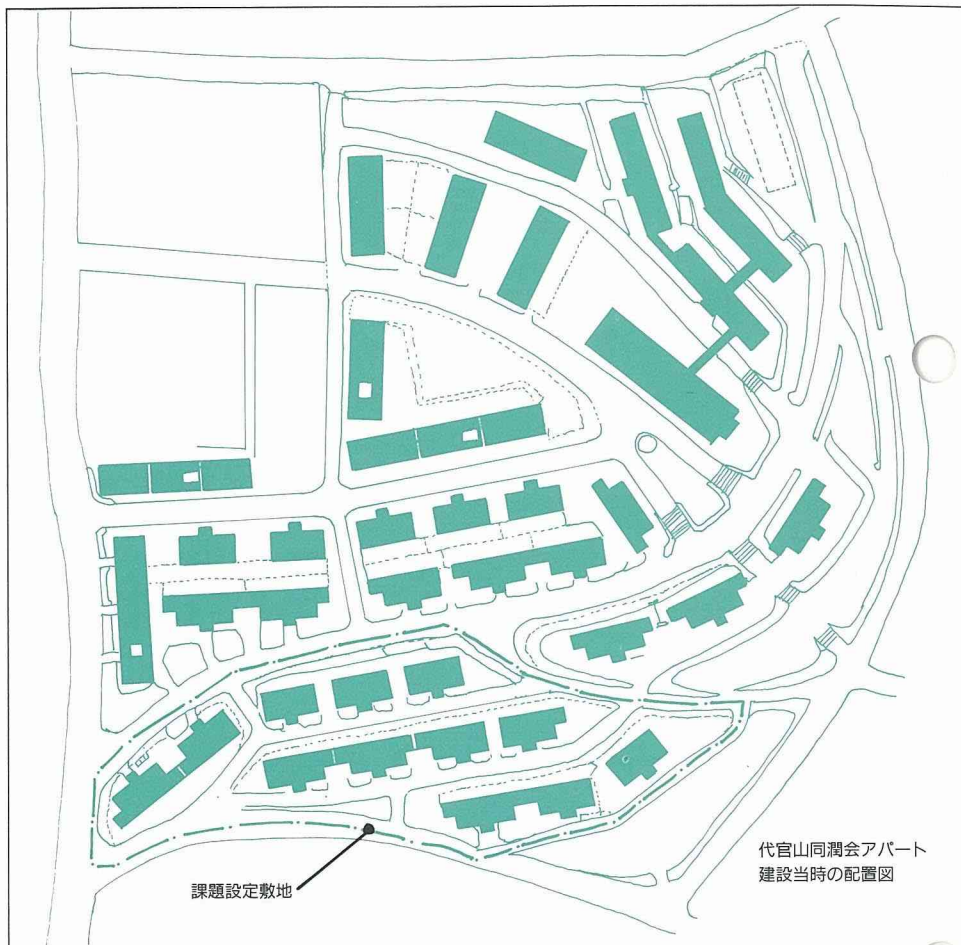 代官山同潤会アパート
建設当時の配置図
課題設定敷地